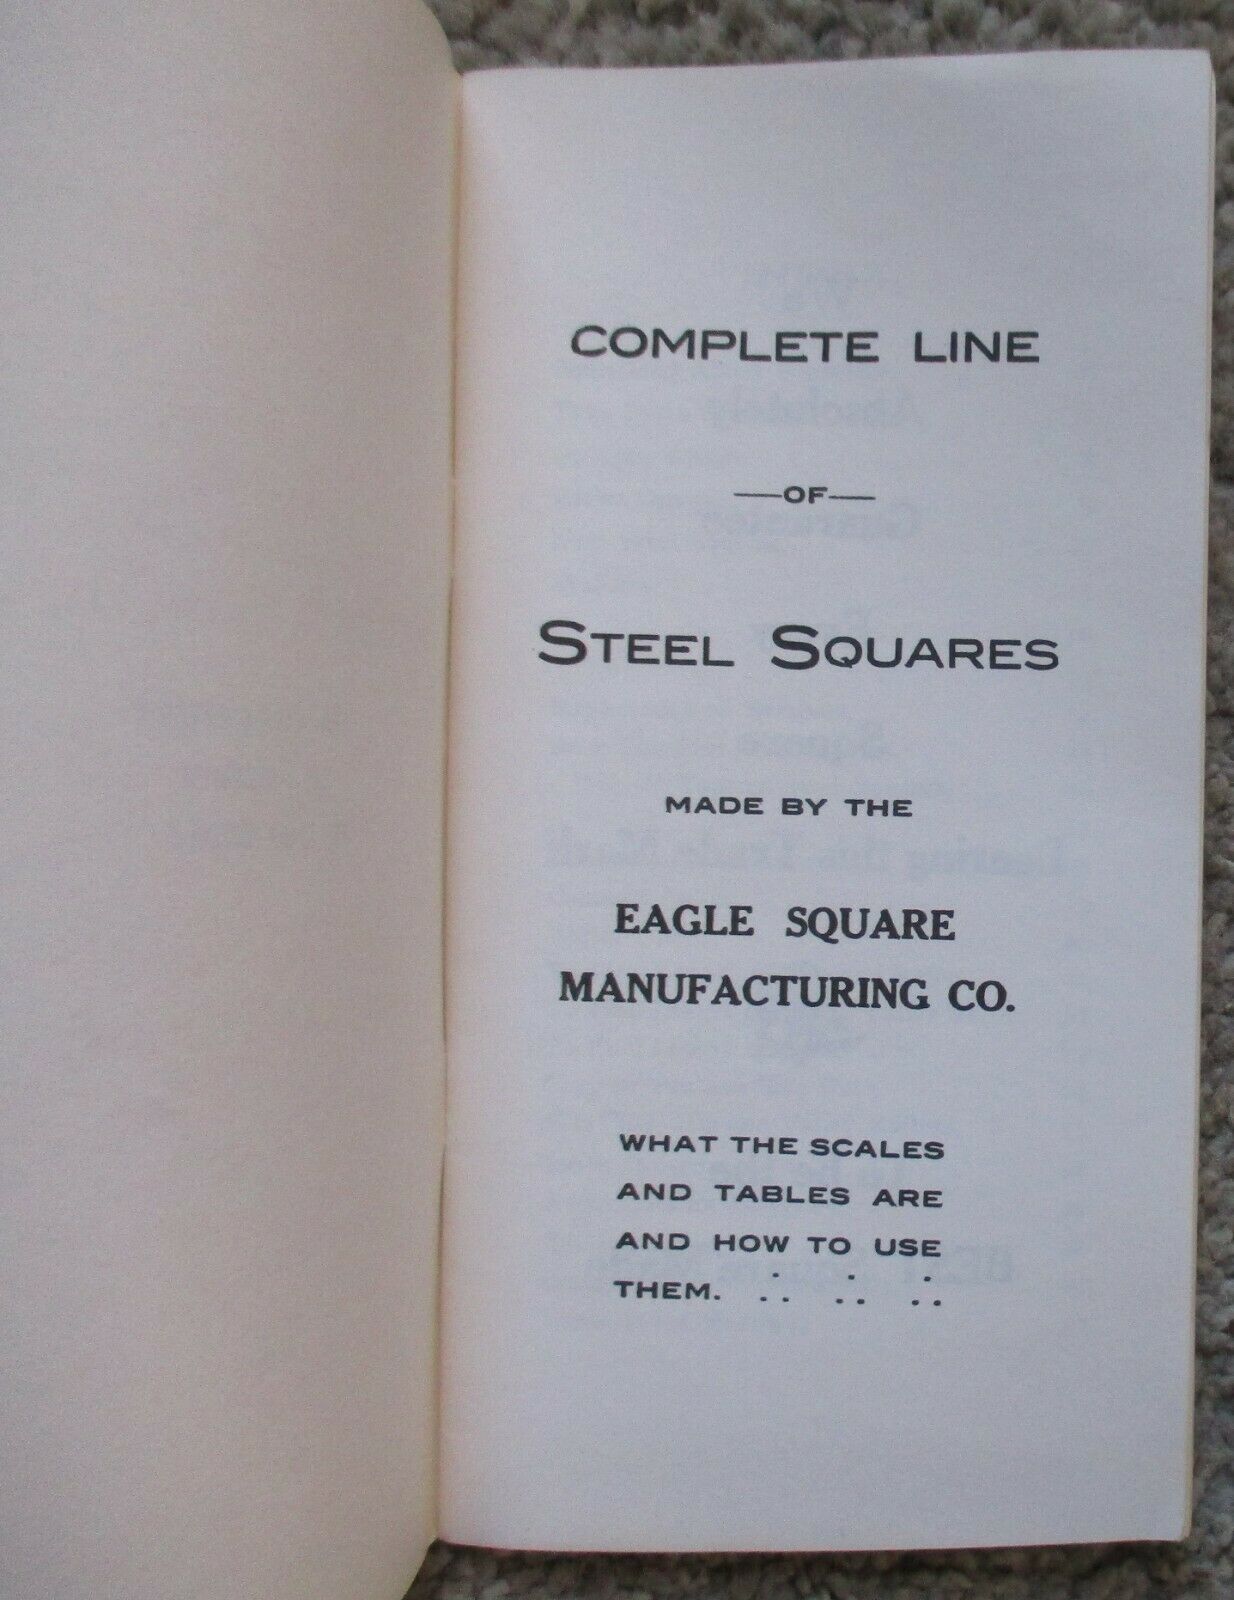 COMPLETE LINE
—OF—
STEEL SQUARES
MADE BY THE
EAGLE SQUARE
MANUFACTURING CO.
WHAT THE SCALES
AND TABLES ARE
AND HOW TO USE
THEM.